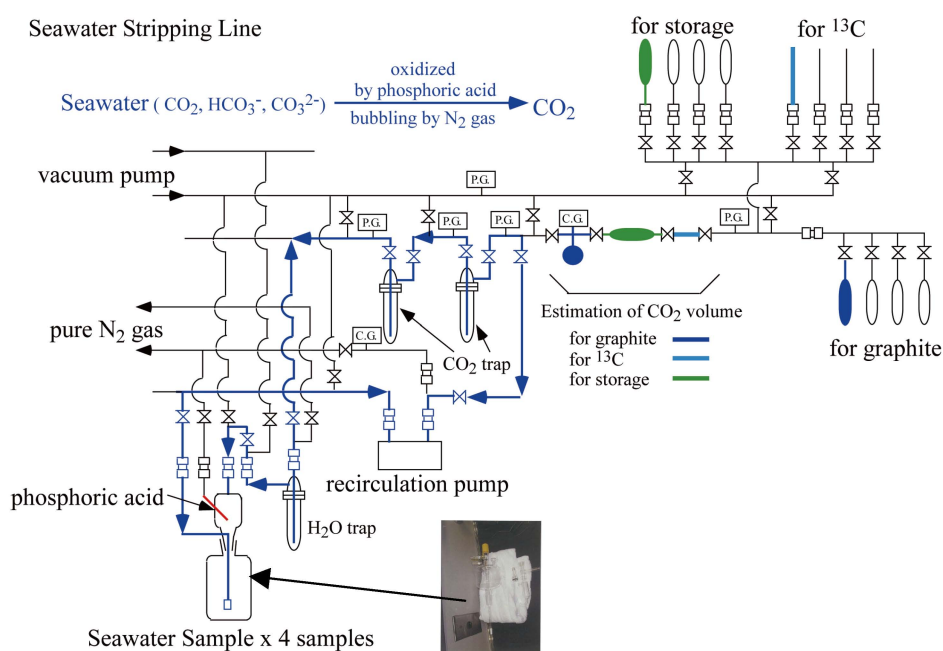 Seawater Stripping Line
for storage
for ¹³C
oxidized
by phosphoric acid
Seawater ( CO₂, HCO₃⁻, CO₃²⁻)
CO₂
bubbling by N₂ gas
vacuum pump
P.G.
P.G.
P.G.
P.G.
C.G.
P.G.
Estimation of CO₂ volume
pure N₂ gas
C.G.
CO₂ trap
for graphite
for ¹³C
for storage
for graphite
recirculation pump
phosphoric acid
H₂O trap
Seawater Sample x 4 samples